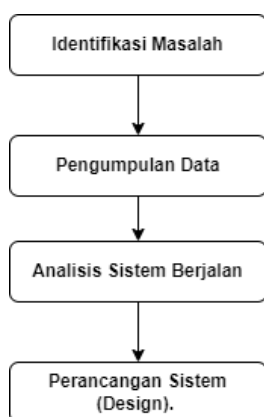 Identifikasi Masalah
Pengumpulan Data
Analisis Sistem Berjalan
Perancangan Sistem
(Design).